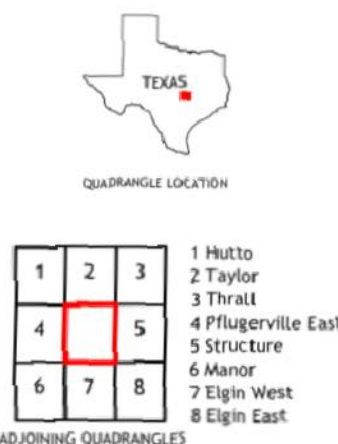 TEXAS
QUADRANGLE LOCATION
1 2 3
4 5
6 7 8
1 Hutto
2 Taylor
3 Thrall
4 Pflugerville East
5 Structure
6 Manor
7 Elgin West
8 Elgin East
ADJOINING QUADRANGLES